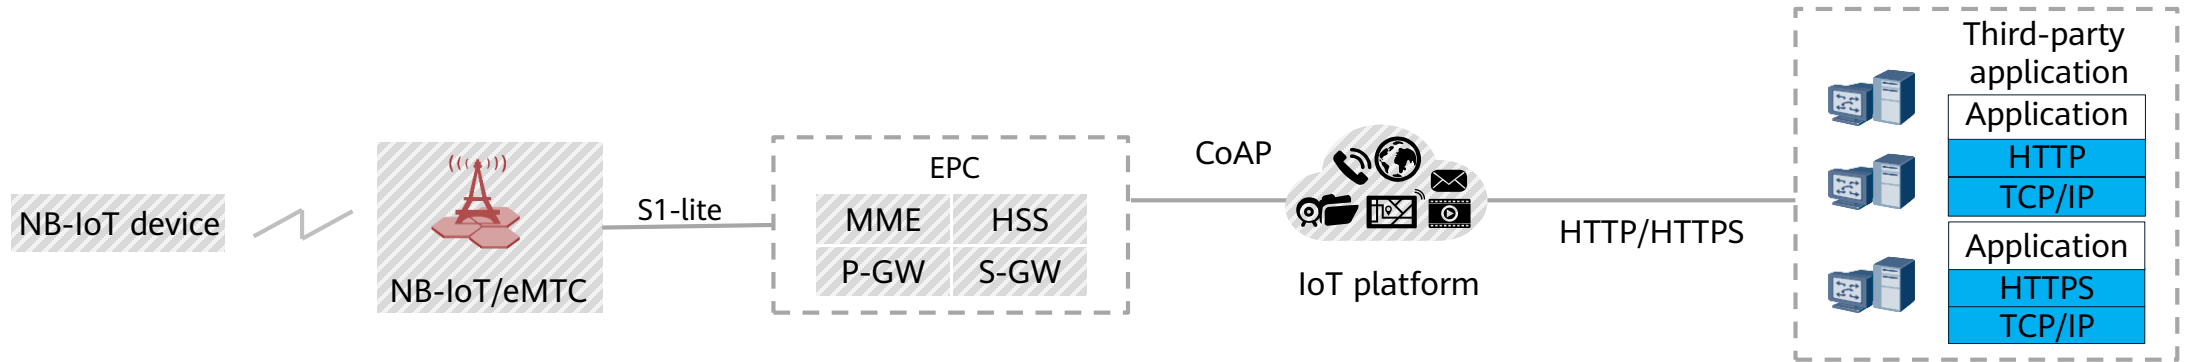 NB-IoT device
NB-IoT/eMTC
S1-lite
EPC
MME
HSS
P-GW
S-GW
CoAP
IoT platform
HTTP/HTTPS
Third-party
application
Application
HTTP
TCP/IP
Application
HTTPS
TCP/IP